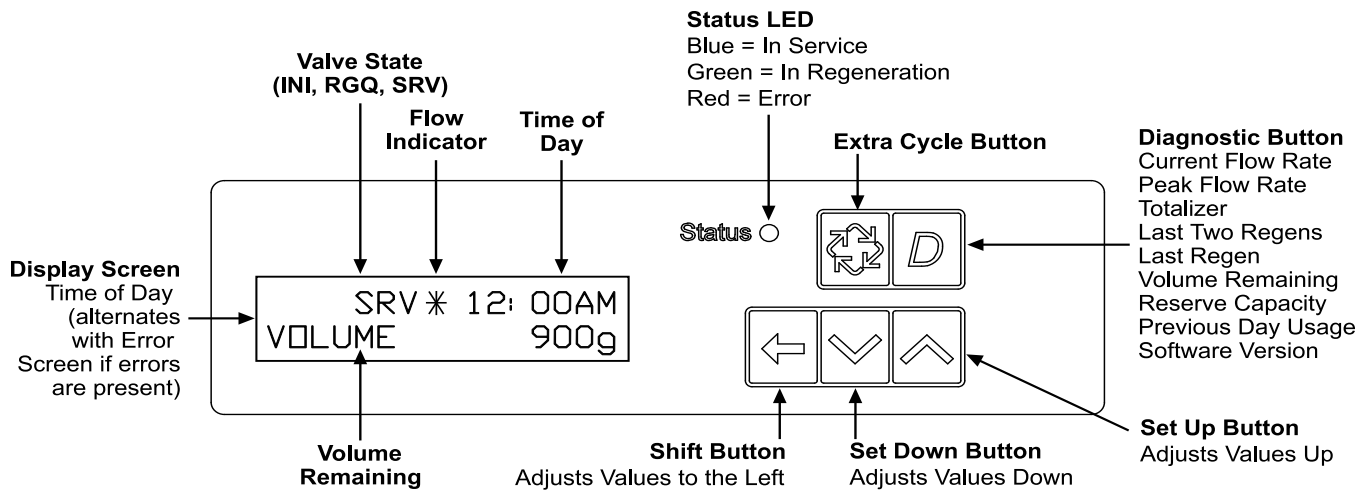 Status LED
Blue = In Service
Green = In Regeneration
Red = Error
Valve State
(INI, RGQ, SRV)
Flow
Indicator
Time of
Day
Extra Cycle Button
Diagnostic Button
Current Flow Rate
Peak Flow Rate
Totalizer
Last Two Regens
Last Regen
Volume Remaining
Reserve Capacity
Previous Day Usage
Software Version
Status
D
Display Screen
Time of Day
(alternates
with Error
Screen if errors
are present)
SRV* 12:00AM
VOLUME 900g
Volume
Remaining
Shift Button
Adjusts Values to the Left
Set Down Button
Adjusts Values Down
Set Up Button
Adjusts Values Up